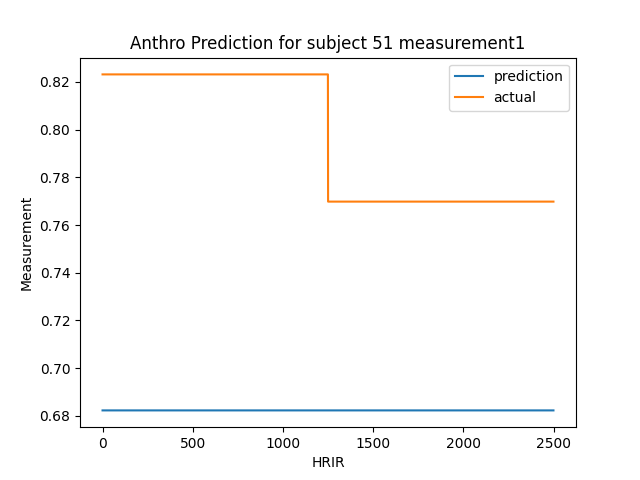 Anthro Prediction for subject 51 measurement1
prediction
actual
Measurement
0.82
0.80
0.78
0.76
0.74
0.72
0.70
0.68
0 500 1000 1500 2000 2500
HRIR